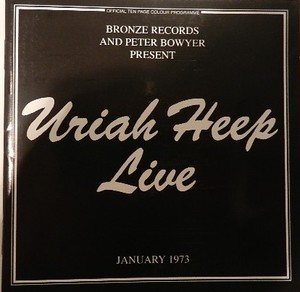 OFFICIAL TEN PAGE COLOUR PROGRAMME
BRONZE RECORDS
AND PETER BOWYER
PRESENT
Uriah Heep
Live
JANUARY 1973